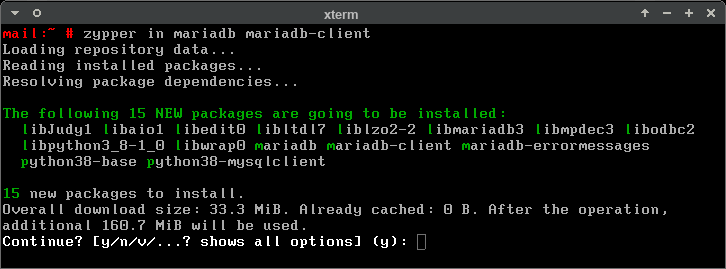 xterm
mail:~ # zypper in mariadb mariadb-client
Loading repository data...
Reading installed packages...
Resolving package dependencies...
The following 15 NEW packages are going to be installed:
libJudy1 libaio1 libedit0 libltdl7 liblzo2-2 libmariadb3 libmpdec3 libodbc2
libpython3_8-1_0 libwrap0 mariadb mariadb-client mariadb-errormessages
python38-base python38-mysqlclient
15 new packages to install.
Overall download size: 33.3 MiB. Already cached: 0 B. After the operation,
additional 160.7 MiB will be used.
Continue? [y/n/v/...? shows all options] (y):